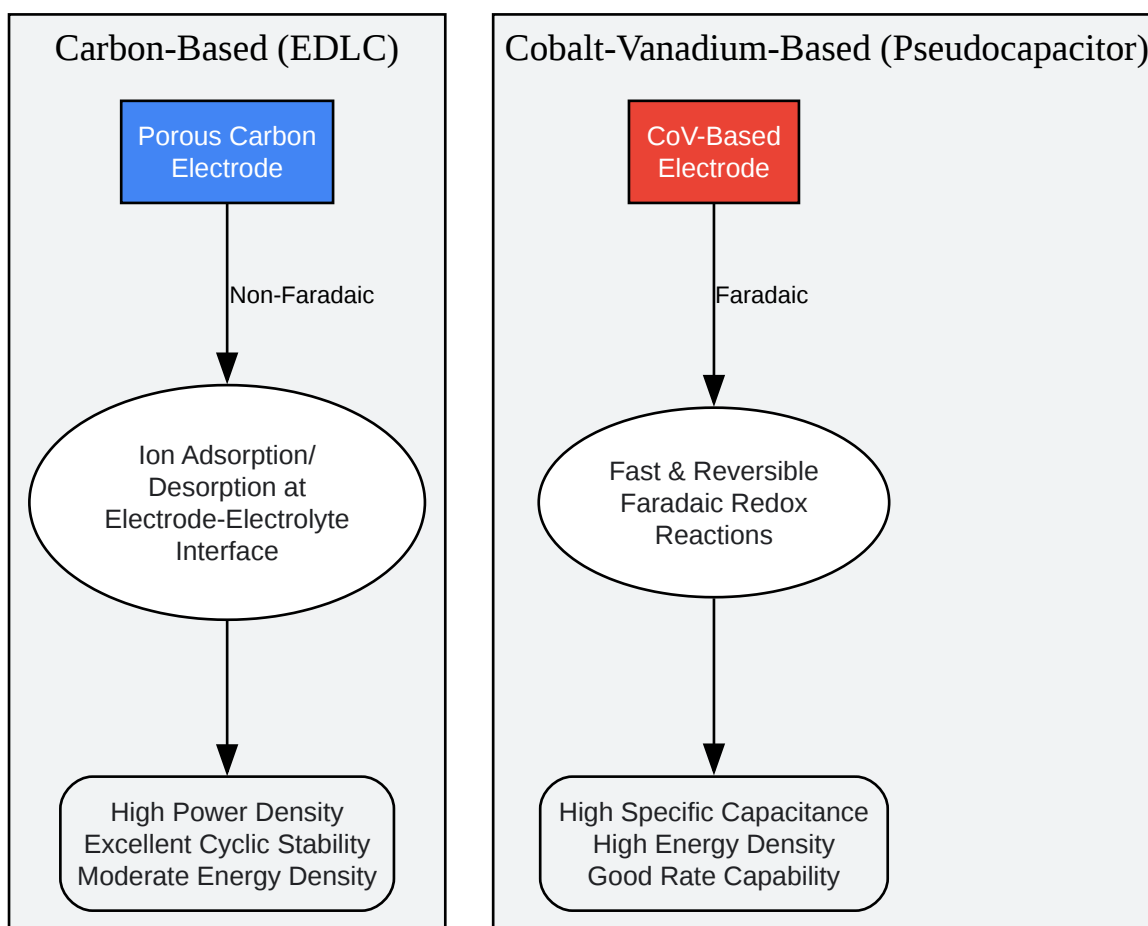 Carbon-Based (EDLC)
Porous Carbon
Electrode
Non-Faradaic
Ion Adsorption/
Desorption at
Electrode-Electrolyte
Interface
High Power Density
Excellent Cyclic Stability
Moderate Energy Density
Cobalt-Vanadium-Based (Pseudocapacitor)
CoV-Based
Electrode
Faradaic
Fast & Reversible
Faradaic Redox
Reactions
High Specific Capacitance
High Energy Density
Good Rate Capability